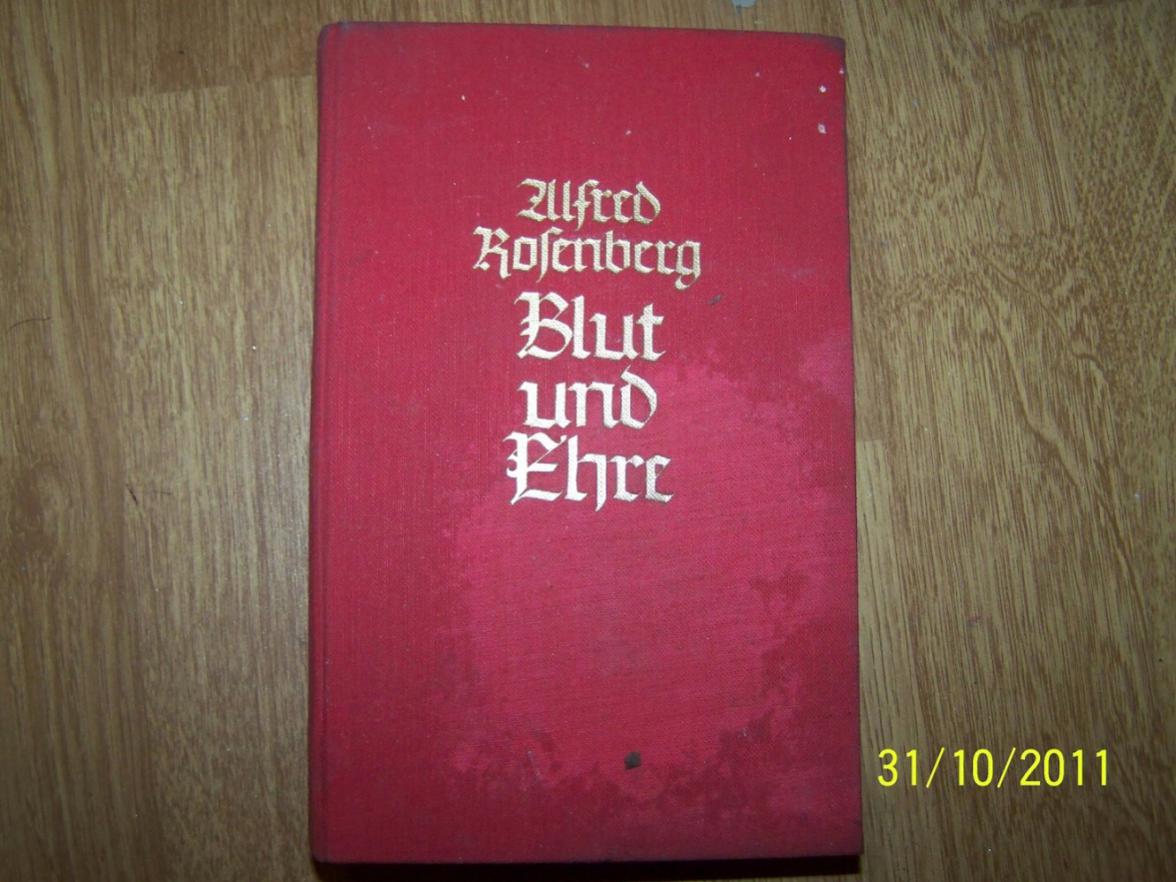 Alfred
Roſenberg
Blut
und
Ehre
31/10/2011